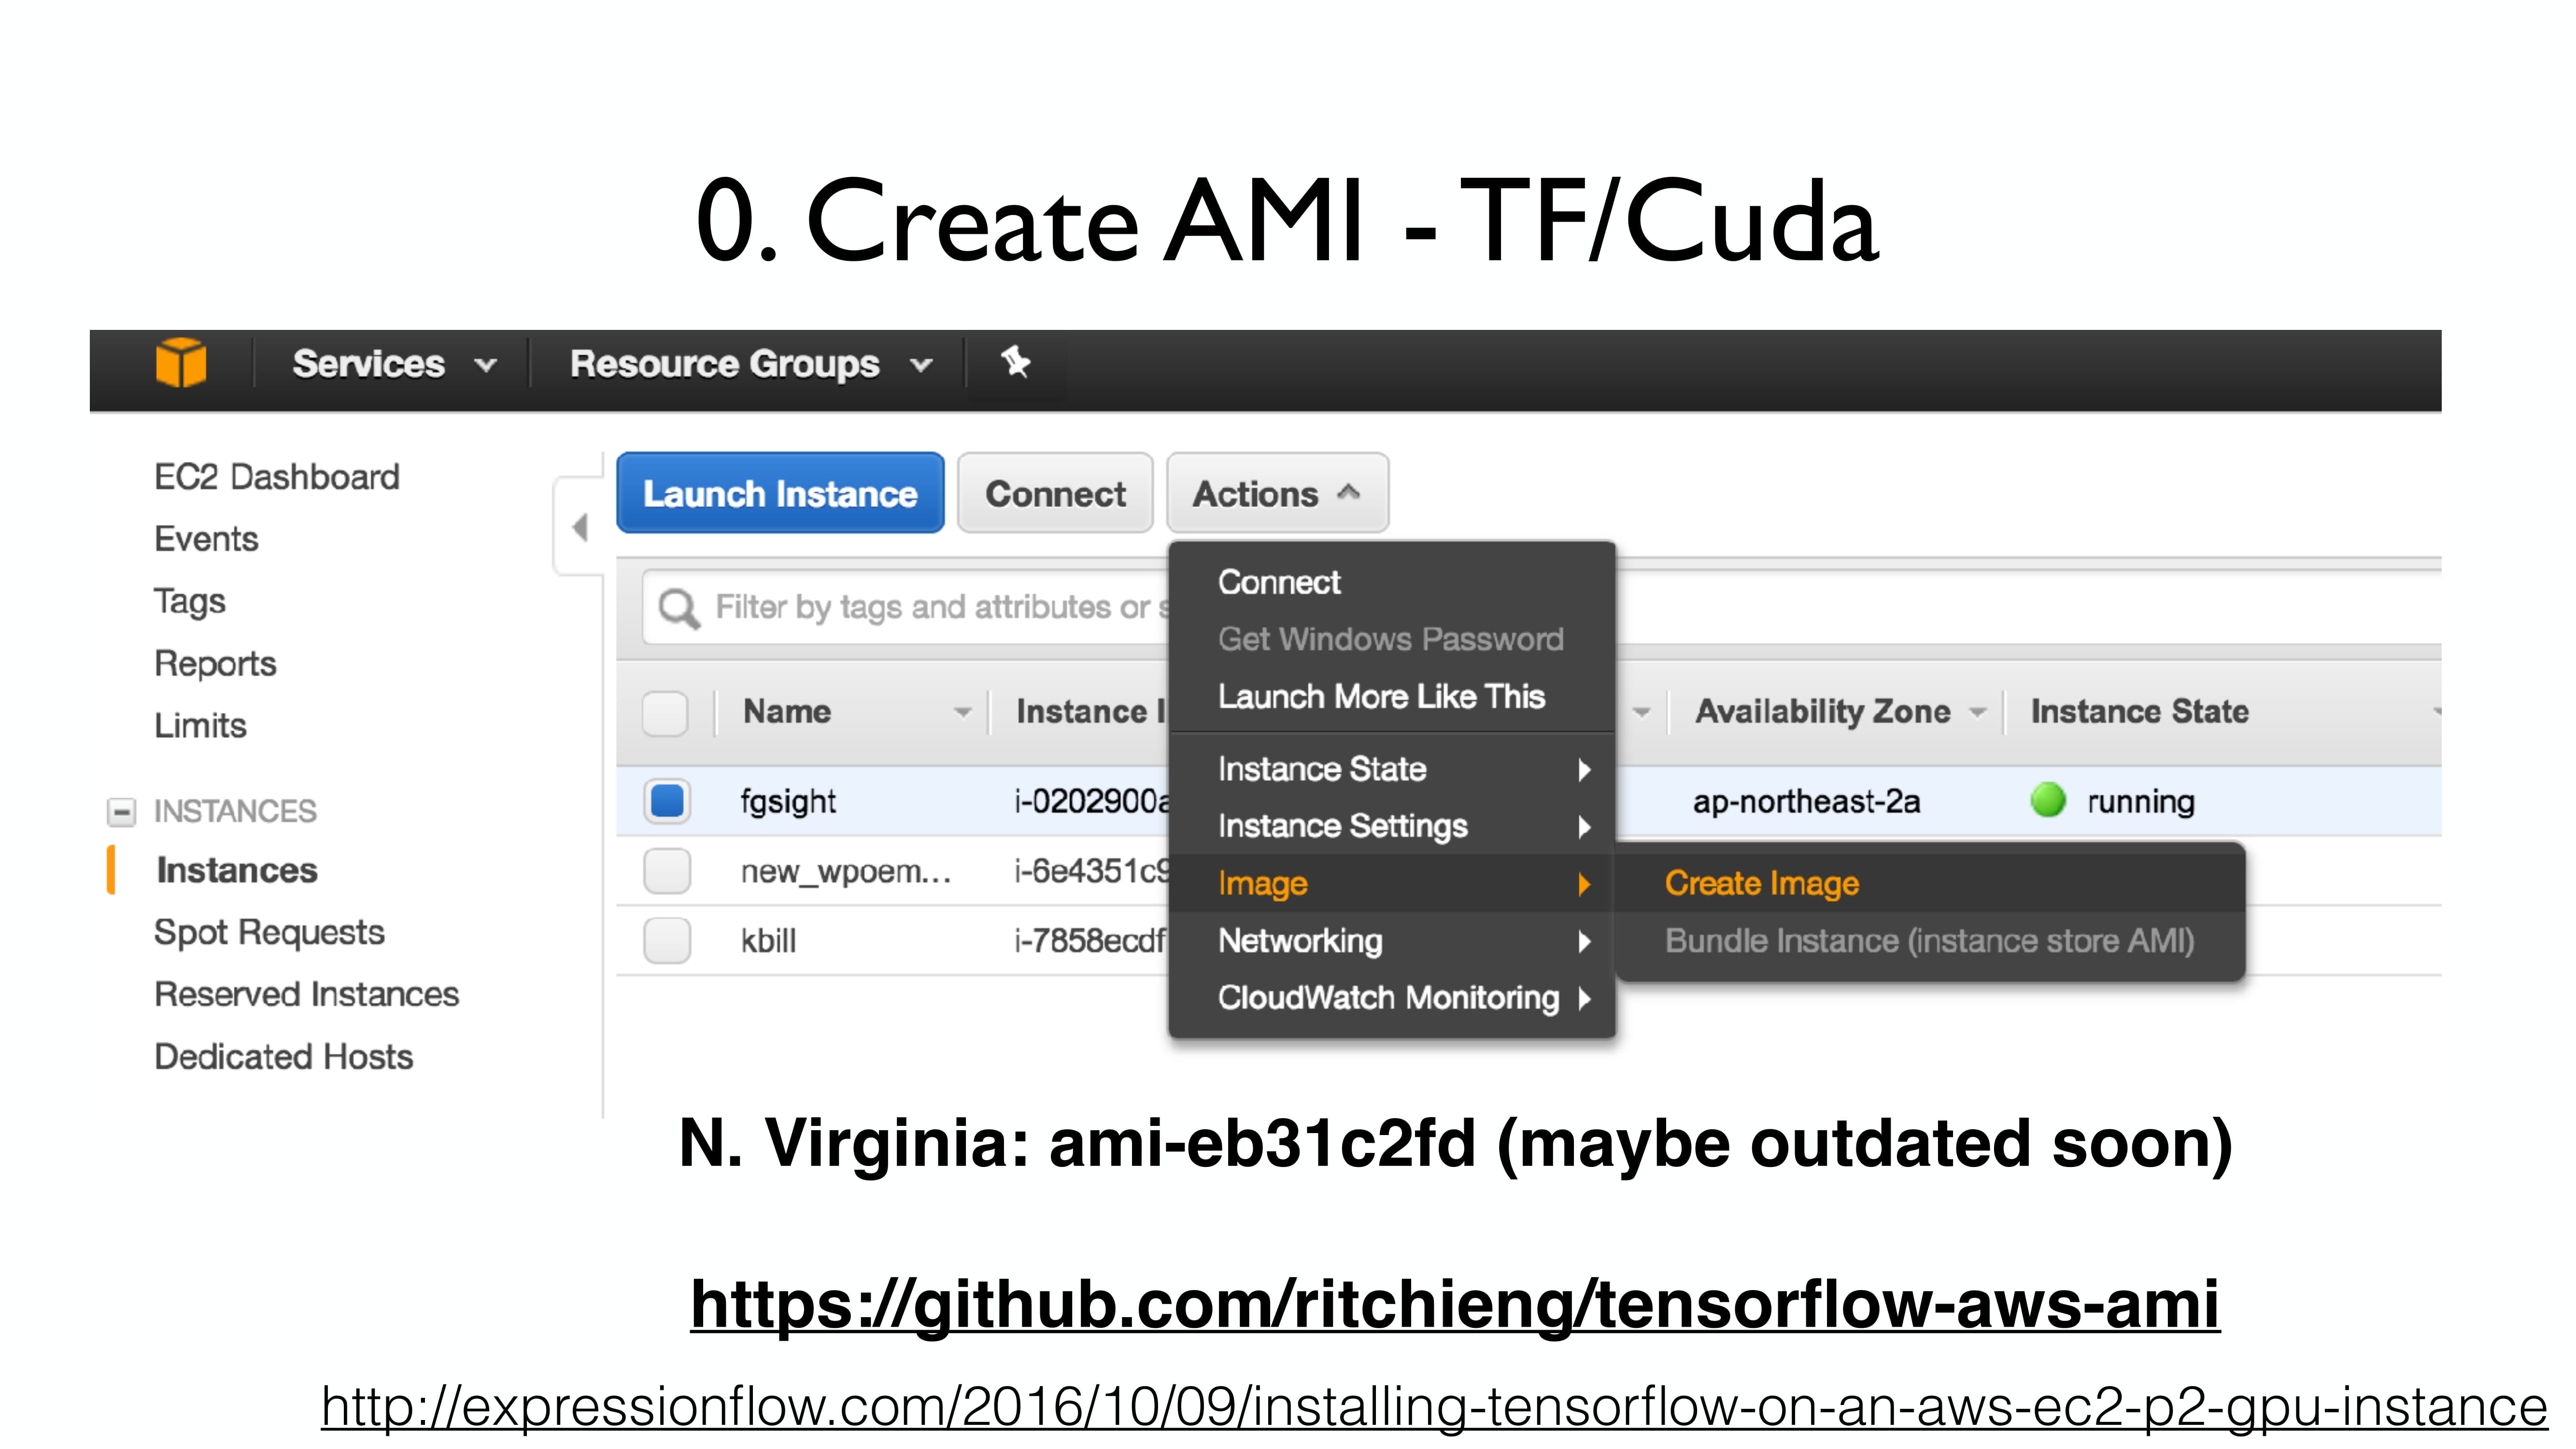 0. Create AMI - TF/Cuda
Services
Resource Groups
EC2 Dashboard
Events
Tags
Reports
Limits
INSTANCES
Instances
Spot Requests
Reserved Instances
Dedicated Hosts
Launch Instance
Connect
Actions
Filter by tags and attributes or s
Connect
Get Windows Password
Launch More Like This
Instance State
Instance Settings
Image
Networking
CloudWatch Monitoring
Create Image
Bundle Instance (instance store AMI)
Name Instance I Availability Zone Instance State
fgsight i-0202900a ap-northeast-2a running
new_wpoem... i-6e4351c9
kbill i-7858ecdf
N. Virginia: ami-eb31c2fd (maybe outdated soon)
https://github.com/ritchieng/tensorflow-aws-ami
http://expressionflow.com/2016/10/09/installing-tensorflow-on-an-aws-ec2-p2-gpu-instance